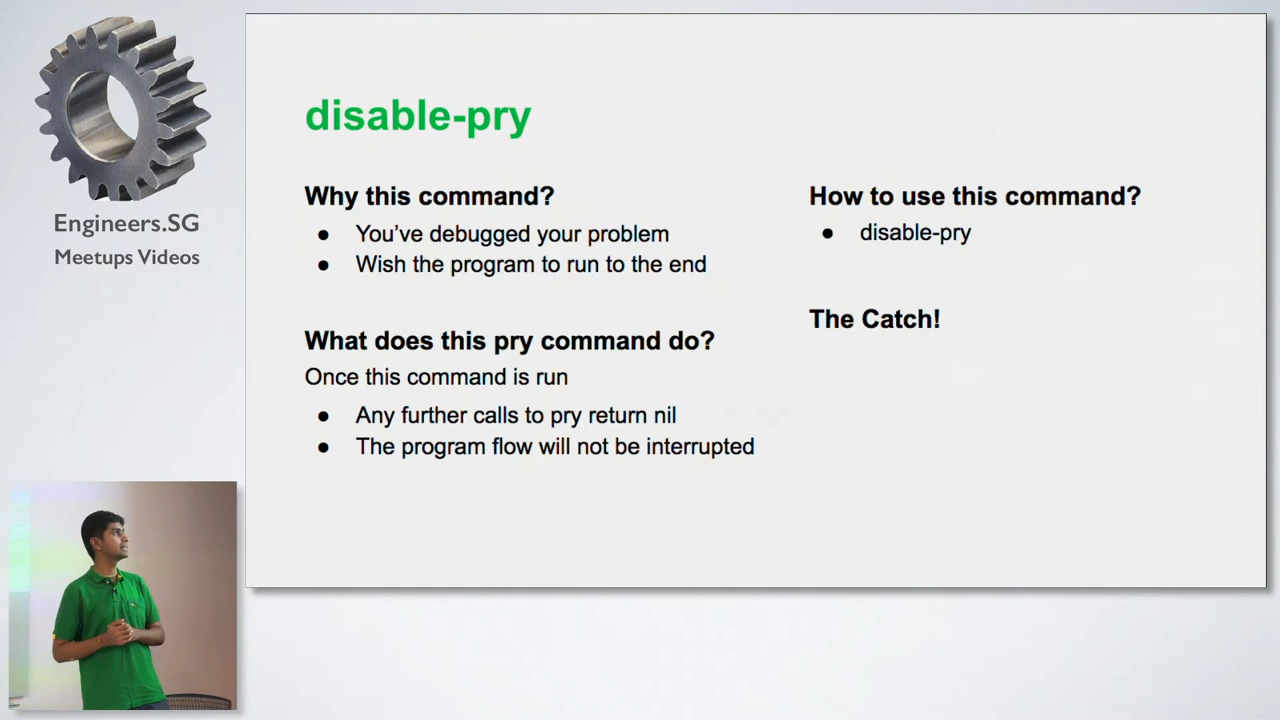 Engineers.SG
Meetups Videos
disable-pry
Why this command?
● You’ve debugged your problem
● Wish the program to run to the end
What does this pry command do?
Once this command is run
● Any further calls to pry return nil
● The program flow will not be interrupted
How to use this command?
● disable-pry
The Catch!